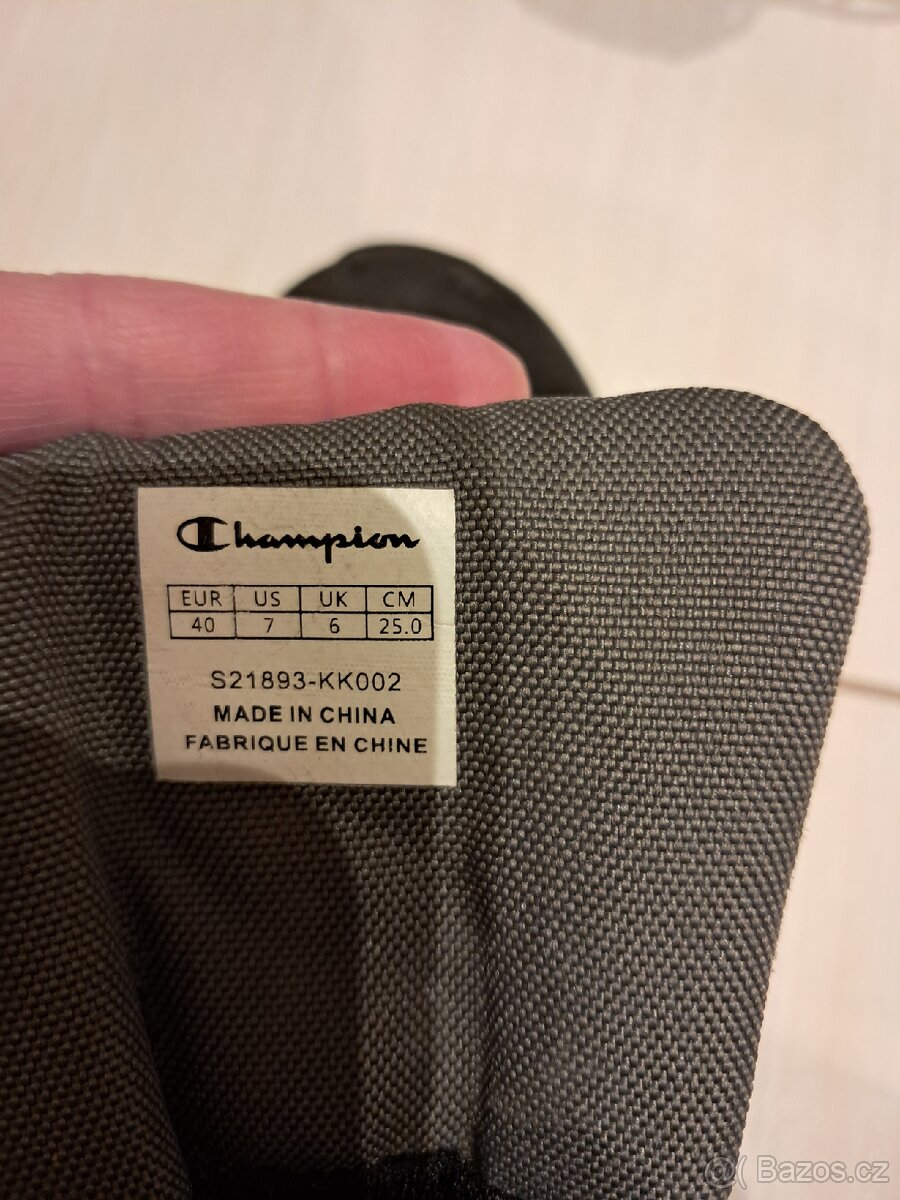 Champion
EUR US UK CM
40 7 6 25.0
S21893-KK002
MADE IN CHINA
FABRIQUE EN CHINE
Bazos.cz